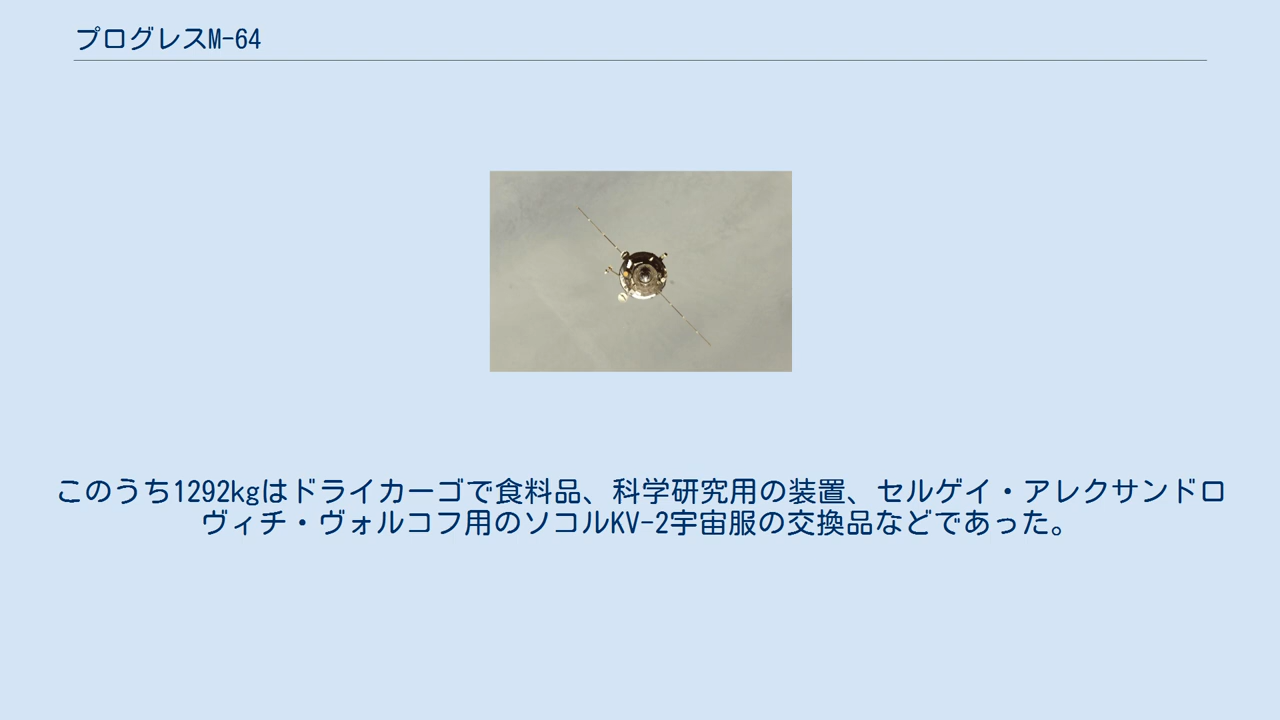 プログレスM-64
このうち1292kgはドライカーゴで食料品、科学研究用の装置、セルゲイ・アレクサンドロ
ヴィチ・ヴォルコフ用のソコルKV-2宇宙服の交換品などであった。